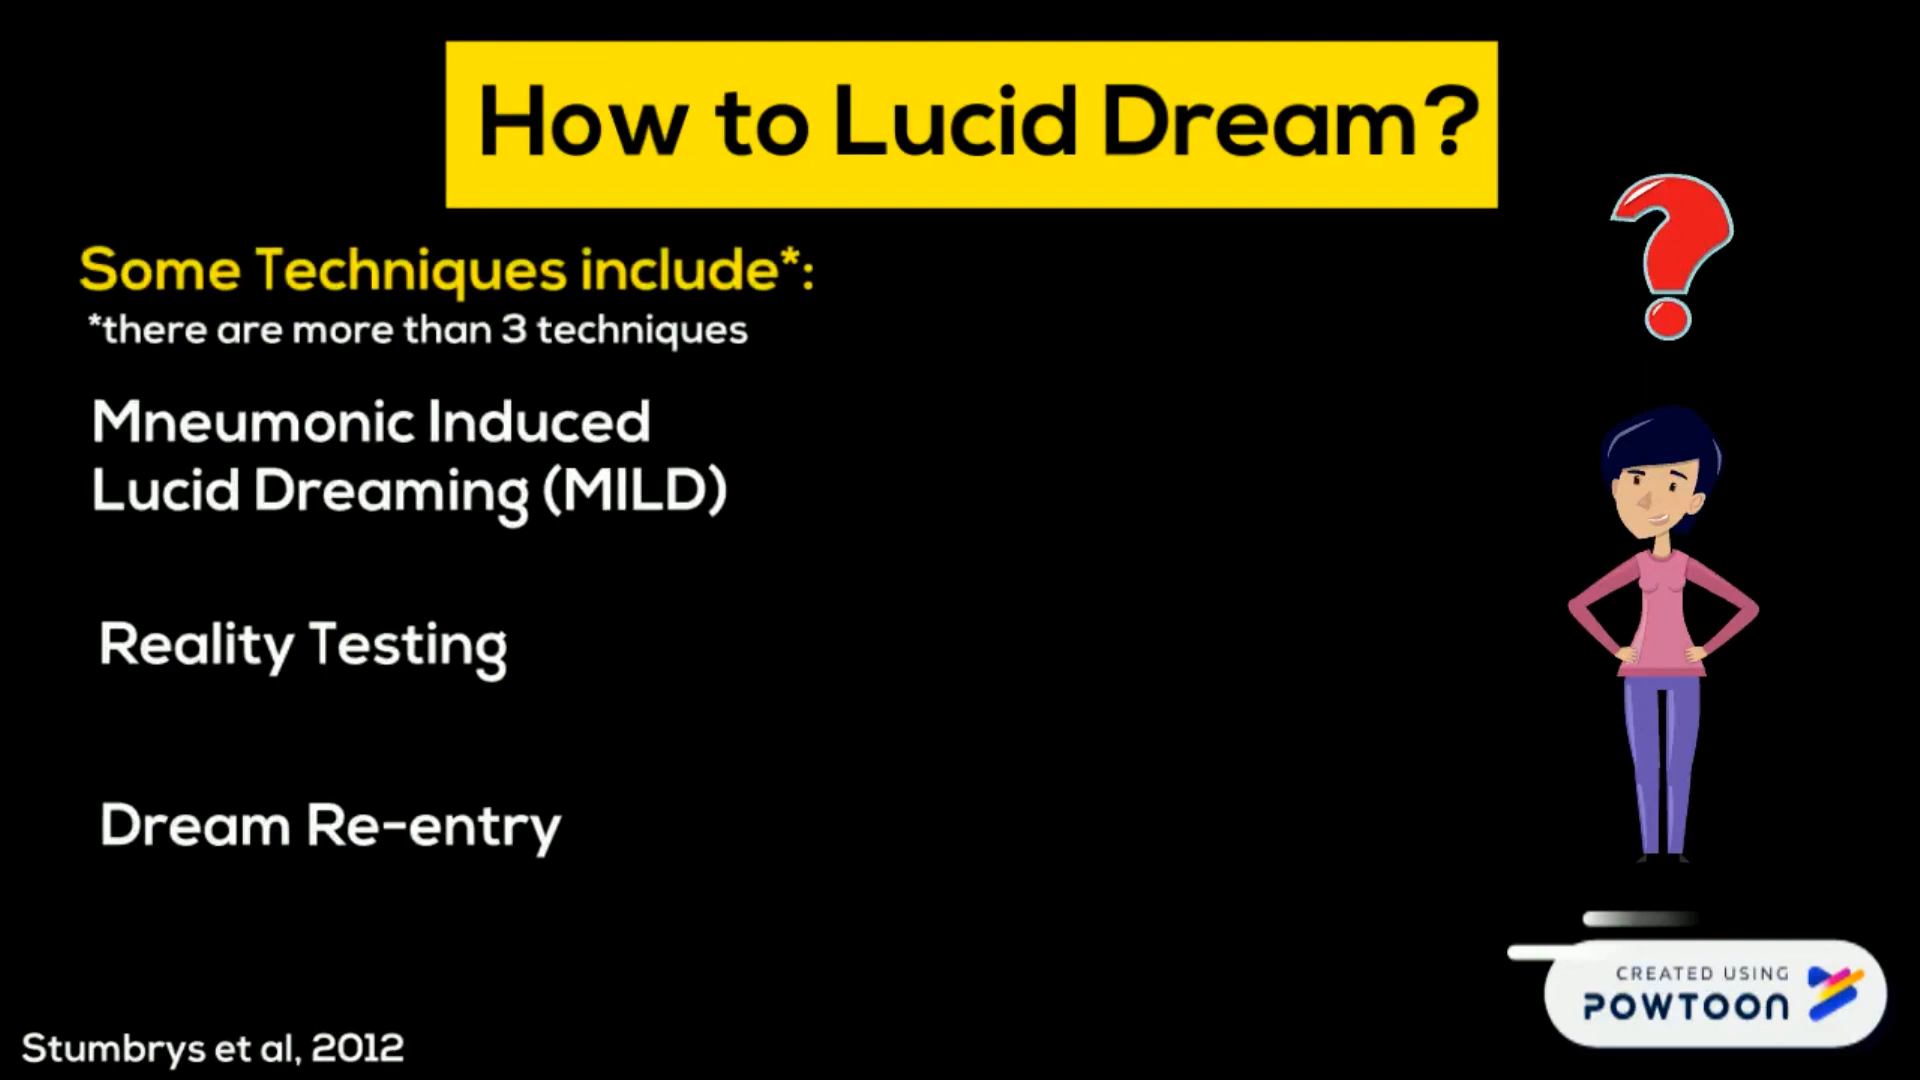 How to Lucid Dream?
?
Some Techniques include*:
*there are more than 3 techniques
Mneumonic Induced
Lucid Dreaming (MILD)
Reality Testing
Dream Re-entry
CREATED USING
POWTOON
Stumbrys et al, 2012